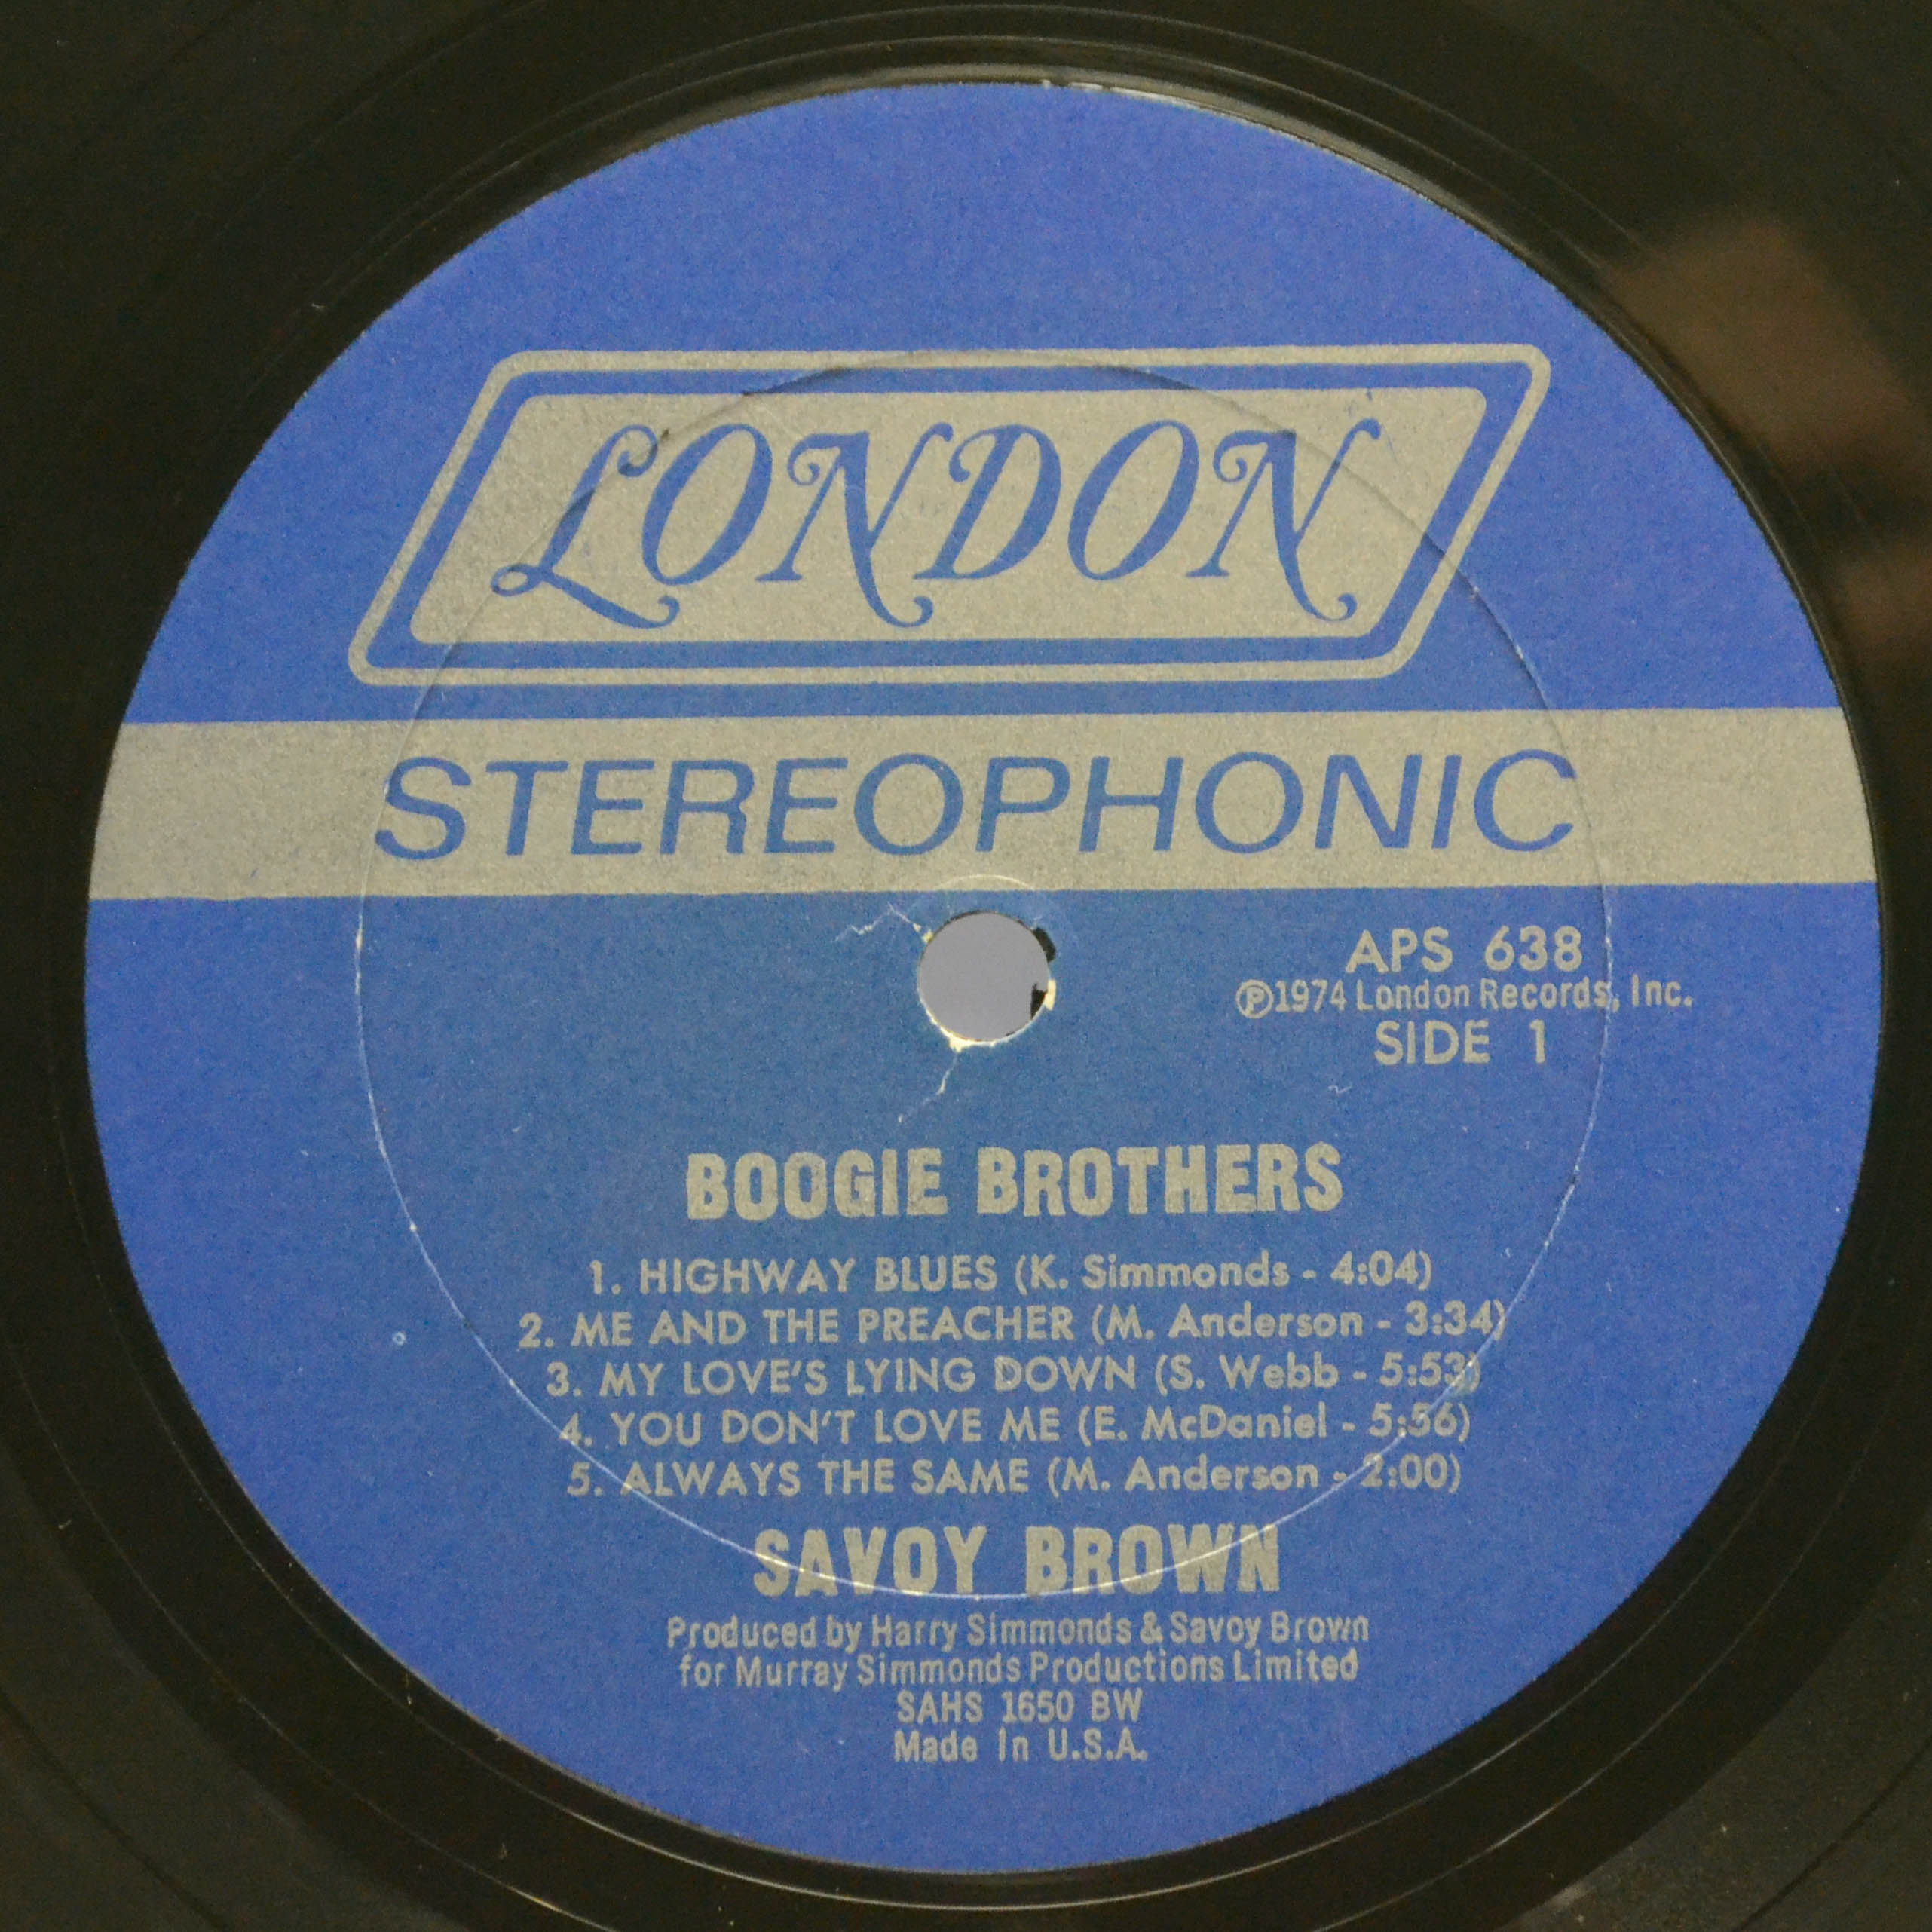 LONDON
STEREOPHONIC
APS 638
℗1974 London Records, Inc.
SIDE 1
BOOGIE BROTHERS
1. HIGHWAY BLUES (K. Simmonds - 4:04)
2. ME AND THE PREACHER (M. Anderson - 3:34)
3. MY LOVE'S LYING DOWN (S. Webb - 5:53)
4. YOU DON'T LOVE ME (E. McDaniel - 5:56)
5. ALWAYS THE SAME (M. Anderson - 2:00)
SAVOY BROWN
Produced by Harry Simmonds & Savoy Brown
for Murray Simmonds Productions Limited
SAHS 1650 BW
Made In U.S.A.